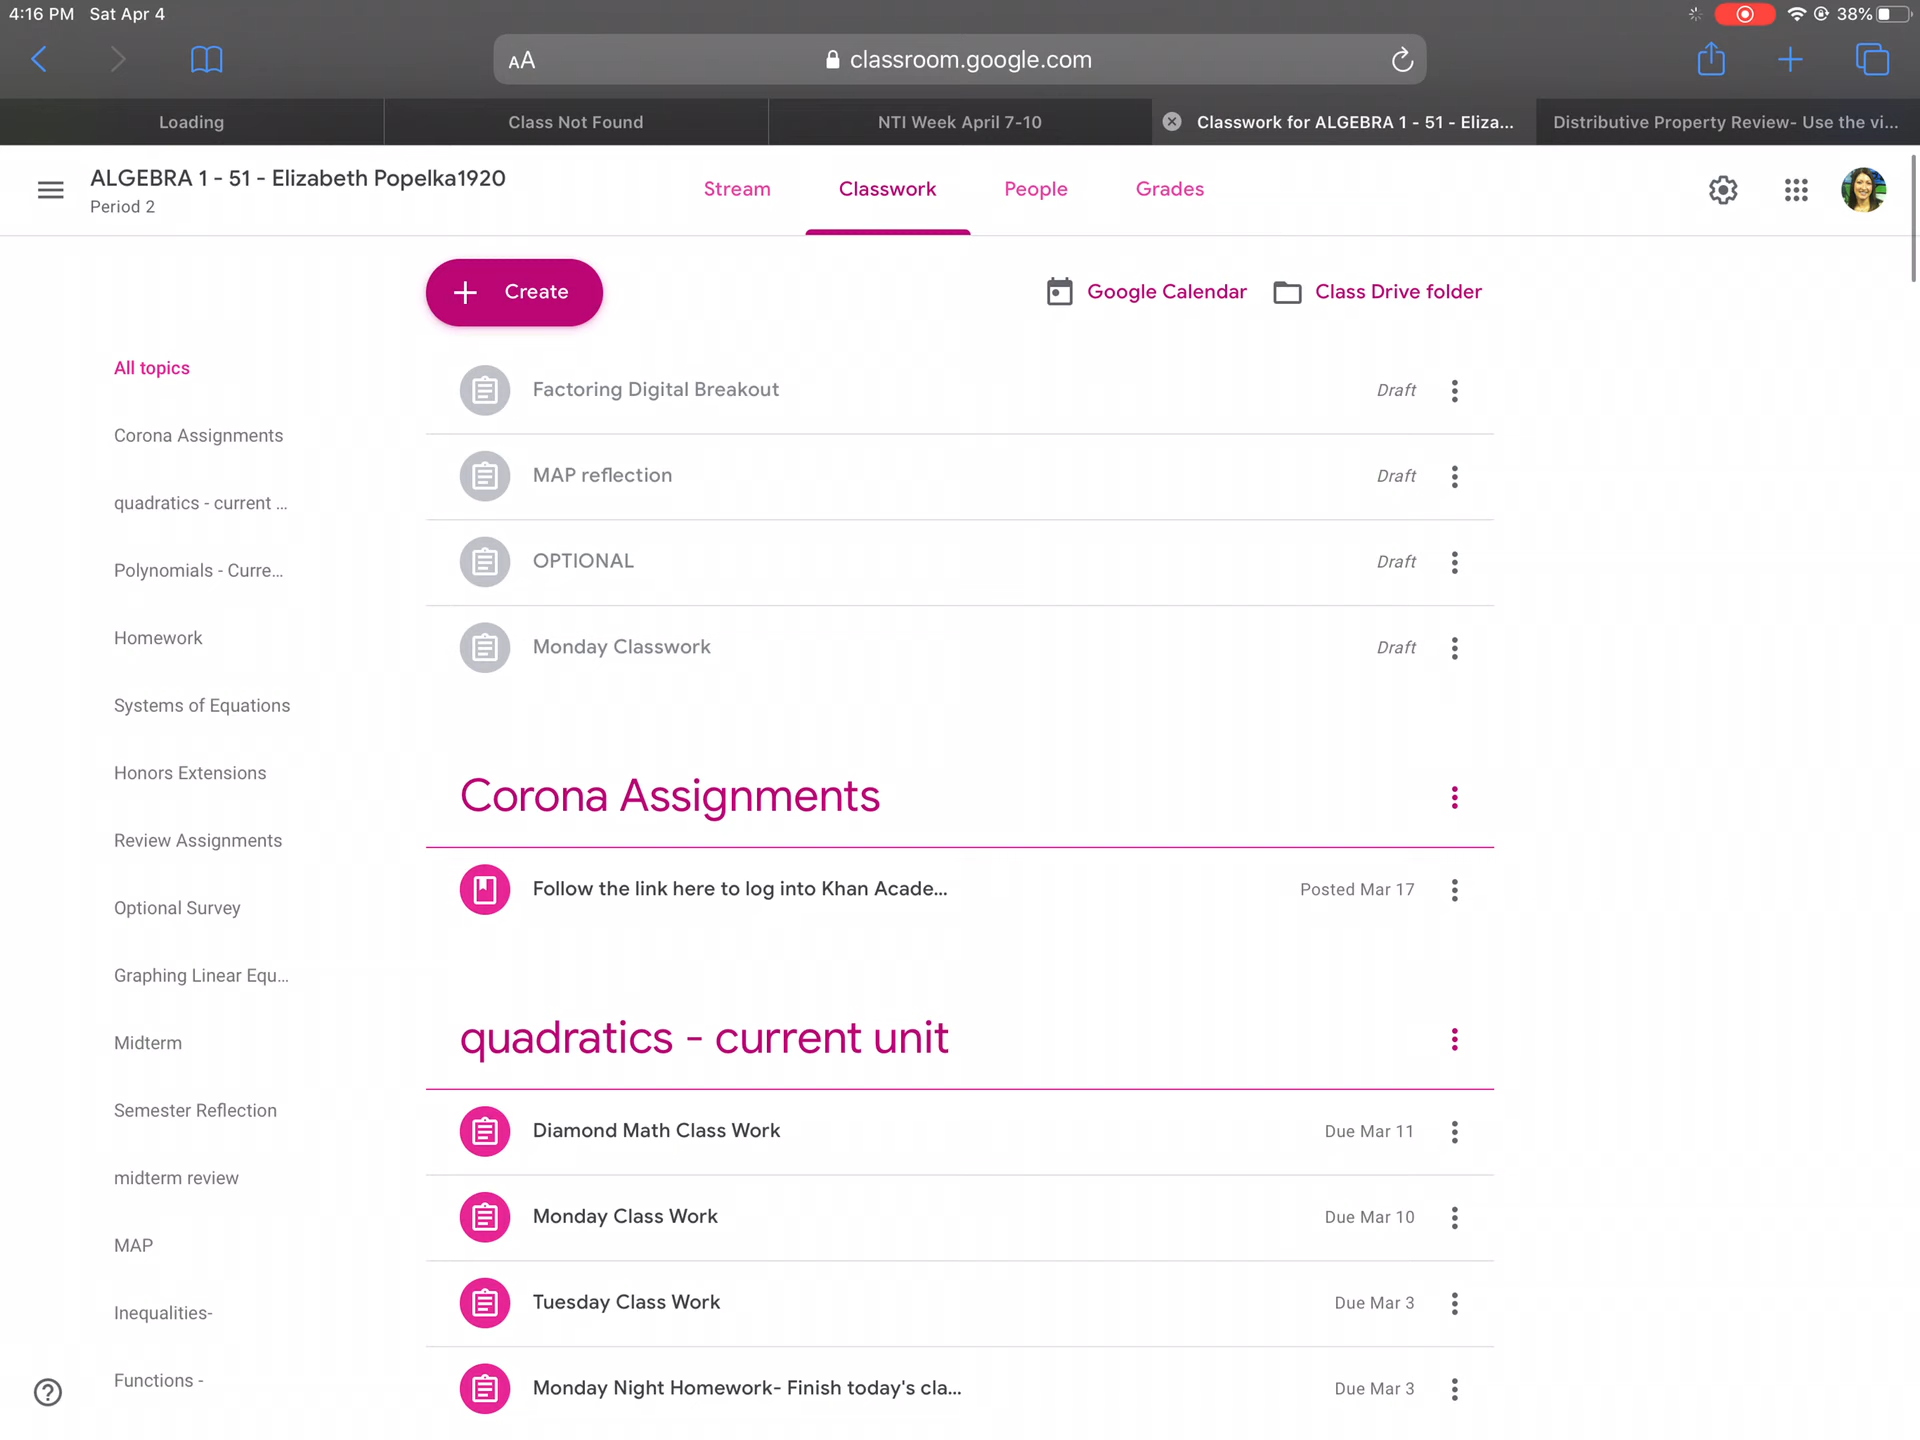 4:16 PM Sat Apr 4
38%
AA classroom.google.com
Loading
Class Not Found
NTI Week April 7-10
Classwork for ALGEBRA 1 - 51 - Eliza...
Distributive Property Review- Use the vi...
ALGEBRA 1 - 51 - Elizabeth Popelka1920
Period 2
Stream
Classwork
People
Grades
Create
Google Calendar
Class Drive folder
All topics
Corona Assignments
quadratics - current ...
Polynomials - Curre...
Homework
Systems of Equations
Honors Extensions
Review Assignments
Optional Survey
Graphing Linear Equ...
Midterm
Semester Reflection
midterm review
MAP
Inequalities-
Functions -
Factoring Digital Breakout Draft
MAP reflection Draft
OPTIONAL Draft
Monday Classwork Draft
Corona Assignments
Follow the link here to log into Khan Acade... Posted Mar 17
quadratics - current unit
Diamond Math Class Work Due Mar 11
Monday Class Work Due Mar 10
Tuesday Class Work Due Mar 3
Monday Night Homework- Finish today's cla... Due Mar 3